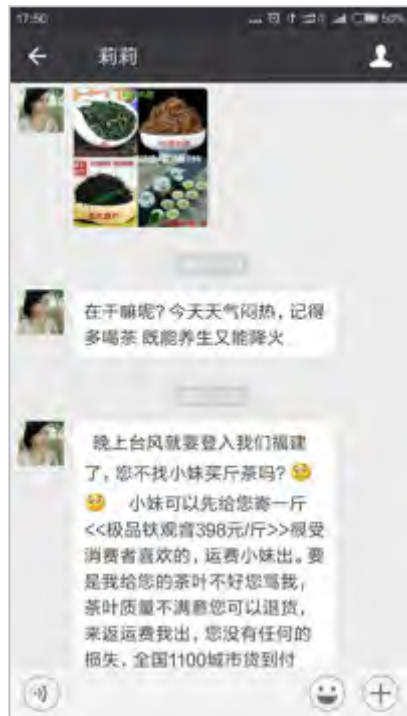 17:50
50%
莉莉
在干嘛呢?今天天气闷热,记得
多喝茶 既能养生又能降火
晚上台风就要登入我们福建
了,您不找小妹买斤茶吗?
小妹可以先给您寄一斤
<<极品铁观音398元/斤>>很受
消费者喜欢的,运费小妹出。要
是我给您的茶叶不好您骂我,
茶叶质量不满意您可以退货,
来返运费我出,您没有任何的
损失,全国1100城市货到付